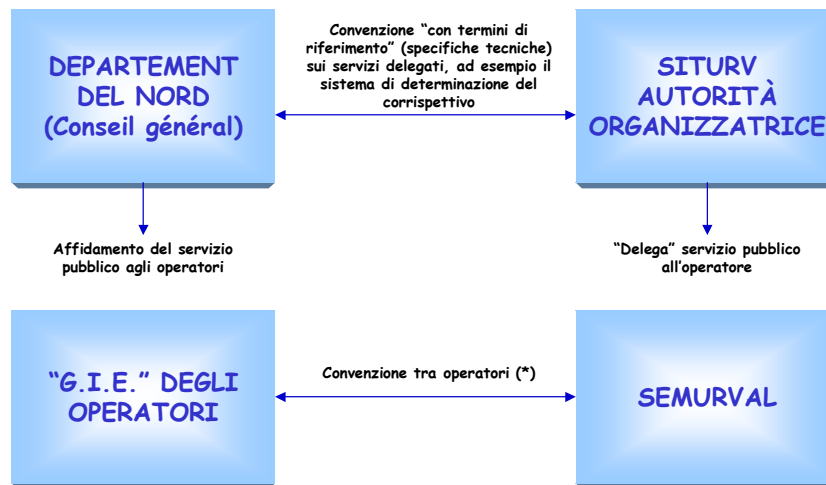 DEPARTEMENT
DEL NORD
(Conseil général)
Convenzione “con termini di
riferimento” (specifiche tecniche)
sui servizi delegati, ad esempio il
sistema di determinazione del
corrispettivo
SITURV
AUTORITÀ
ORGANIZZATRICE
Affidamento del servizio
pubblico agli operatori
“Delega” servizio pubblico
all’operatore
“G.I.E.” DEGLI
OPERATORI
Convenzione tra operatori (*)
SEMURVAL